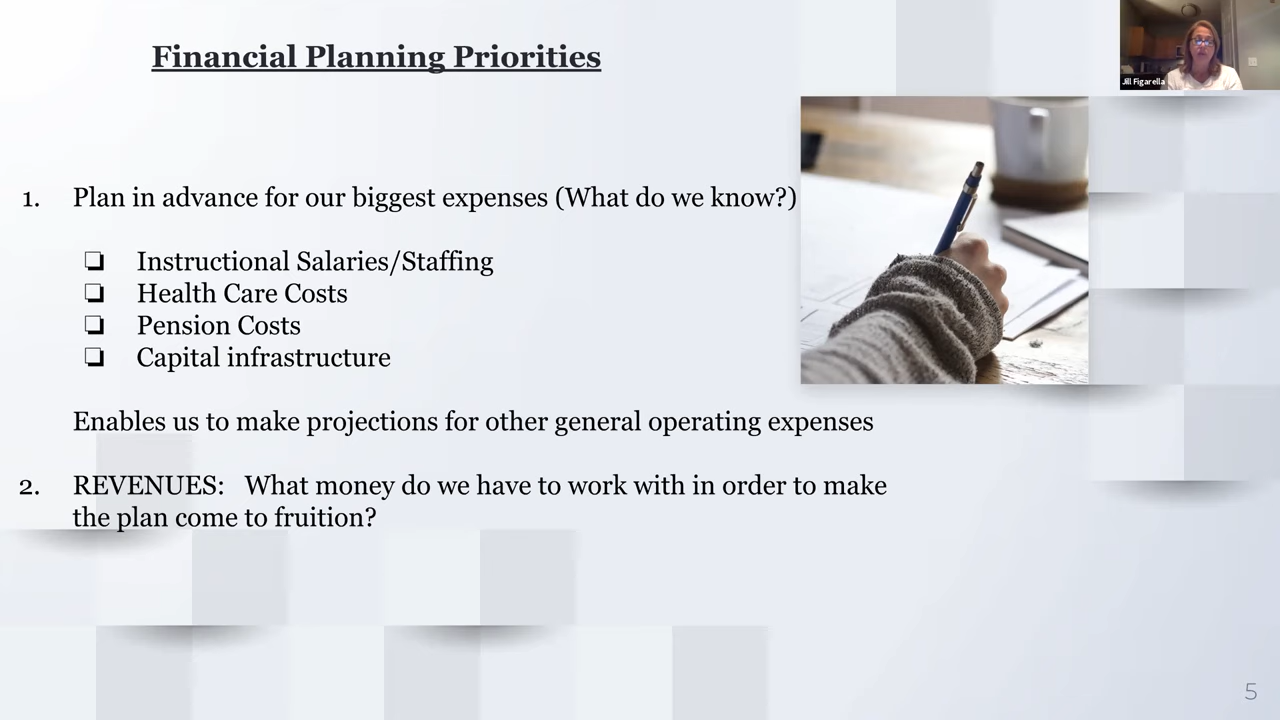 Financial Planning Priorities
Jill Figarella
1. Plan in advance for our biggest expenses (What do we know?)
❏ Instructional Salaries/Staffing
❏ Health Care Costs
❏ Pension Costs
❏ Capital infrastructure
Enables us to make projections for other general operating expenses
2. REVENUES: What money do we have to work with in order to make
the plan come to fruition?
5